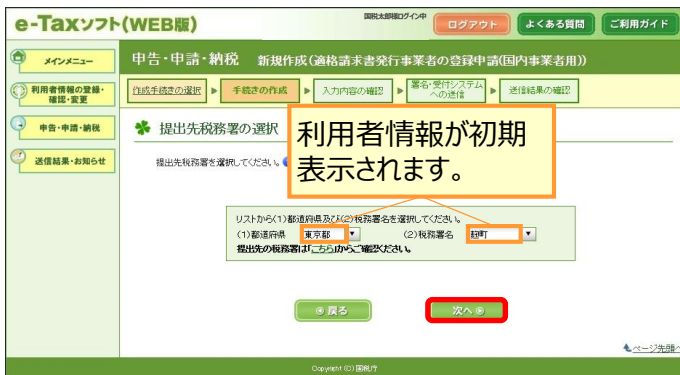 e-Taxソフト(WEB版)
国税太郎様ログイン中
ログアウト
よくある質問
ご利用ガイド
メインメニュー
利用者情報の登録・
確認・変更
申告・申請・納税
送信結果・お知らせ
申告・申請・納税 新規作成(適格請求書発行事業者の登録申請(国内事業者用))
作成手続きの選択
手続きの作成
入力内容の確認
署名・受付システム
への送信
送信結果の確認
提出先税務署の選択
利用者情報が初期
表示されます。
提出先税務署を選択してください。
リストから(1)都道府県及び(2)税務署名を選択してください。
(1)都道府県 東京都 (2)税務署名 麹町
提出先の税務署は「こちら」からご確認ください。
戻る
次へ
ページ先頭へ
Copyright (C) 国税庁